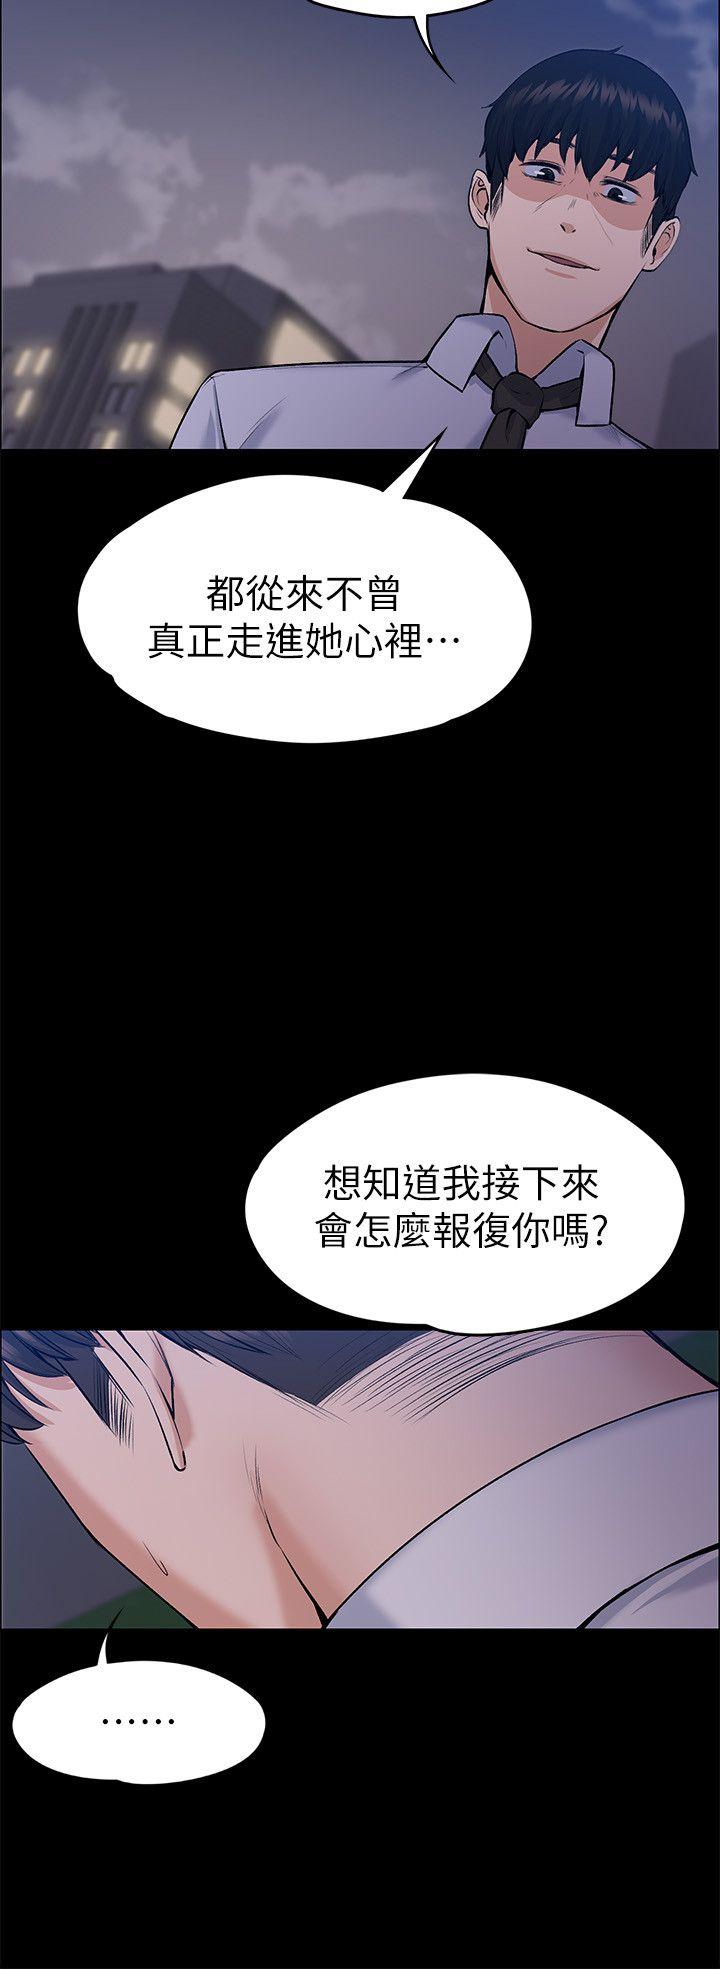 都從來不曾
真正走進她心裡⋯
想知道我接下來
會怎麼報復你嗎?
⋯⋯